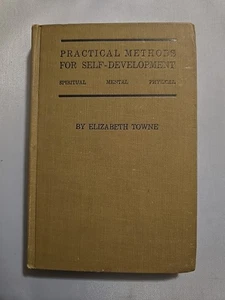 PRACTICAL METHODS
FOR SELF-DEVELOPMENT
SPIRITUAL MENTAL PHYSICAL
BY ELIZABETH TOWNE